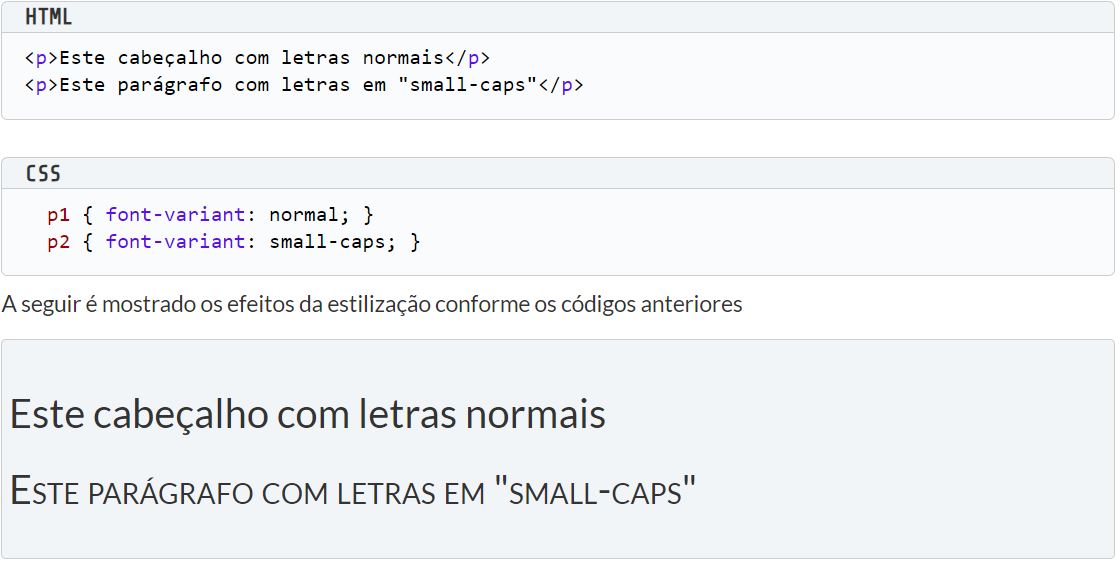 HTML
<p>Este cabeçalho com letras normais</p>
<p>Este parágrafo com letras em "small-caps"</p>
CSS
p1 { font-variant: normal; }
p2 { font-variant: small-caps; }
A seguir é mostrado os efeitos da estilização conforme os códigos anteriores
Este cabeçalho com letras normais
Este parágrafo com letras em "small-caps"